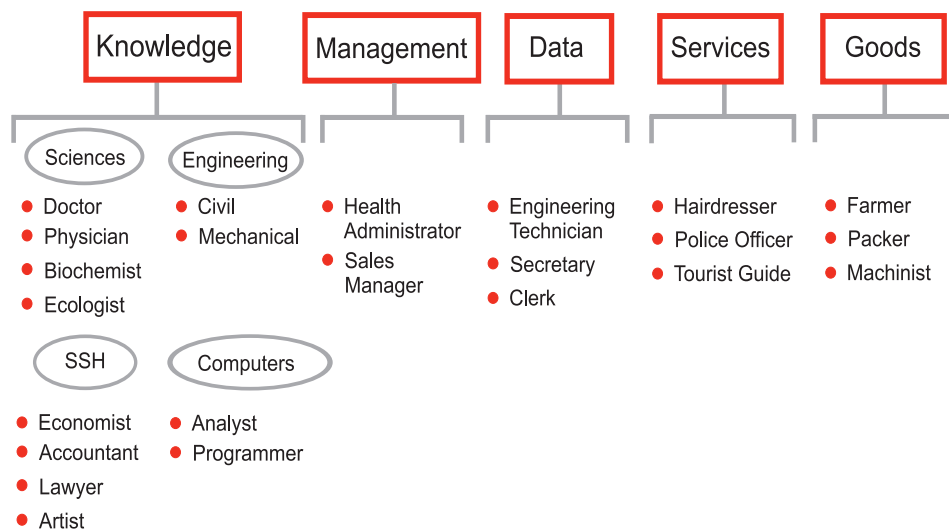 Knowledge
Management
Data
Services
Goods
Sciences
Doctor
Physician
Biochemist
Ecologist
Engineering
Civil
Mechanical
SSH
Economist
Accountant
Lawyer
Artist
Computers
Analyst
Programmer
Health
Administrator
Sales
Manager
Engineering
Technician
Secretary
Clerk
Hairdresser
Police Officer
Tourist Guide
Farmer
Packer
Machinist